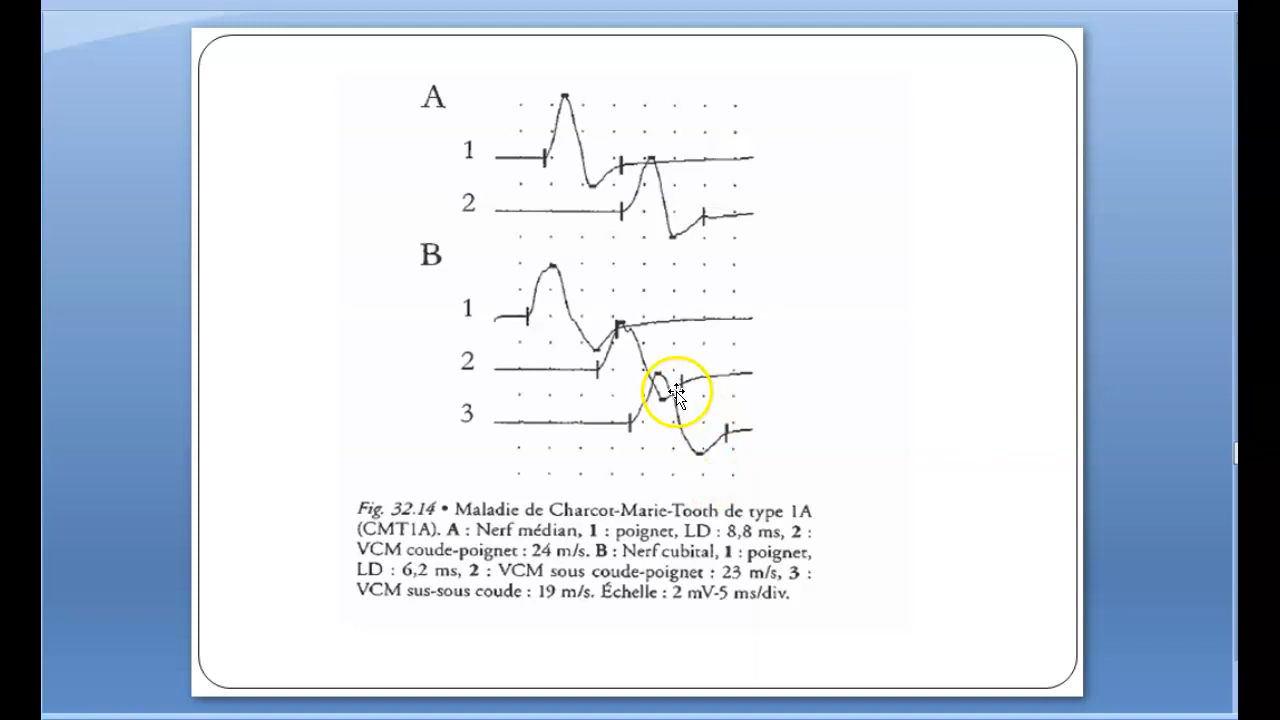 A
1
2
B
1
2
3
Fig. 32.14 • Maladie de Charcot-Marie-Tooth de type 1A
(CMT1A). A : Nerf médian, 1 : poignet, LD : 8,8 ms, 2 :
VCM coude-poignet : 24 m/s. B : Nerf cubital, 1 : poignet,
LD : 6,2 ms, 2 : VCM sous coude-poignet : 23 m/s, 3 :
VCM sus-sous coude : 19 m/s. Échelle : 2 mV-5 ms/div.